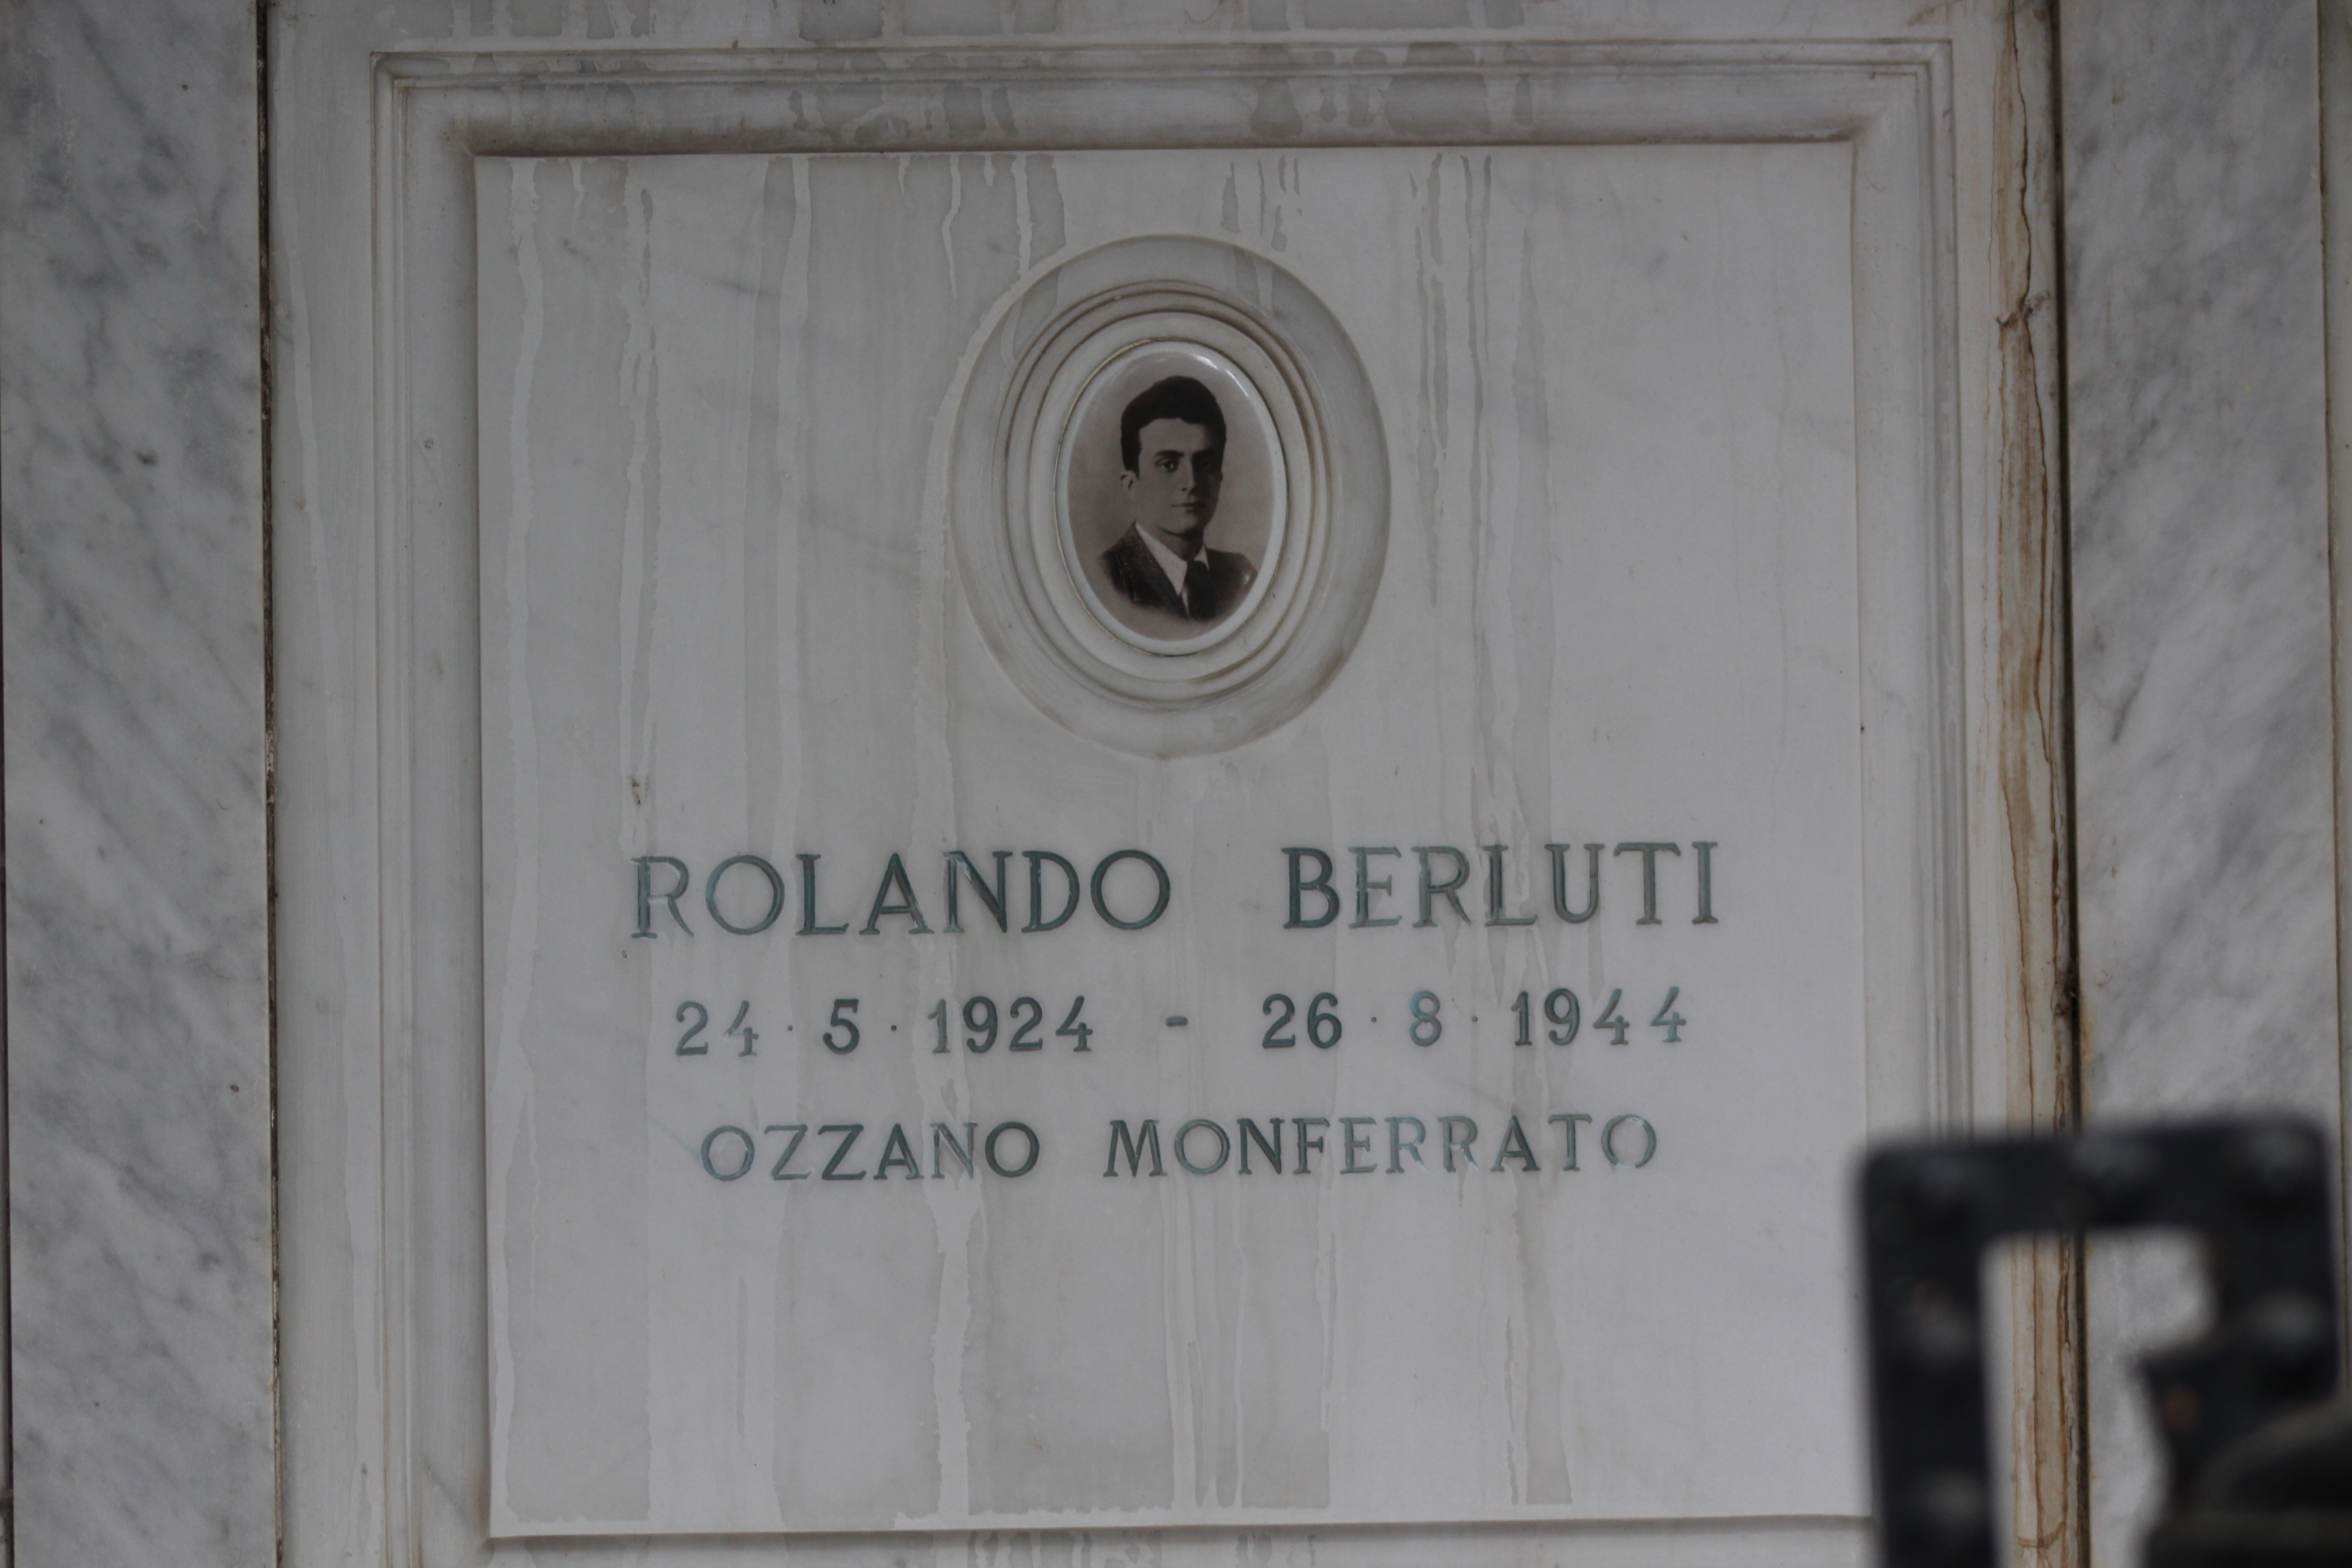 ROLANDO BERLUTI
24·5·1924 - 26·8·1944
OZZANO MONFERRATO